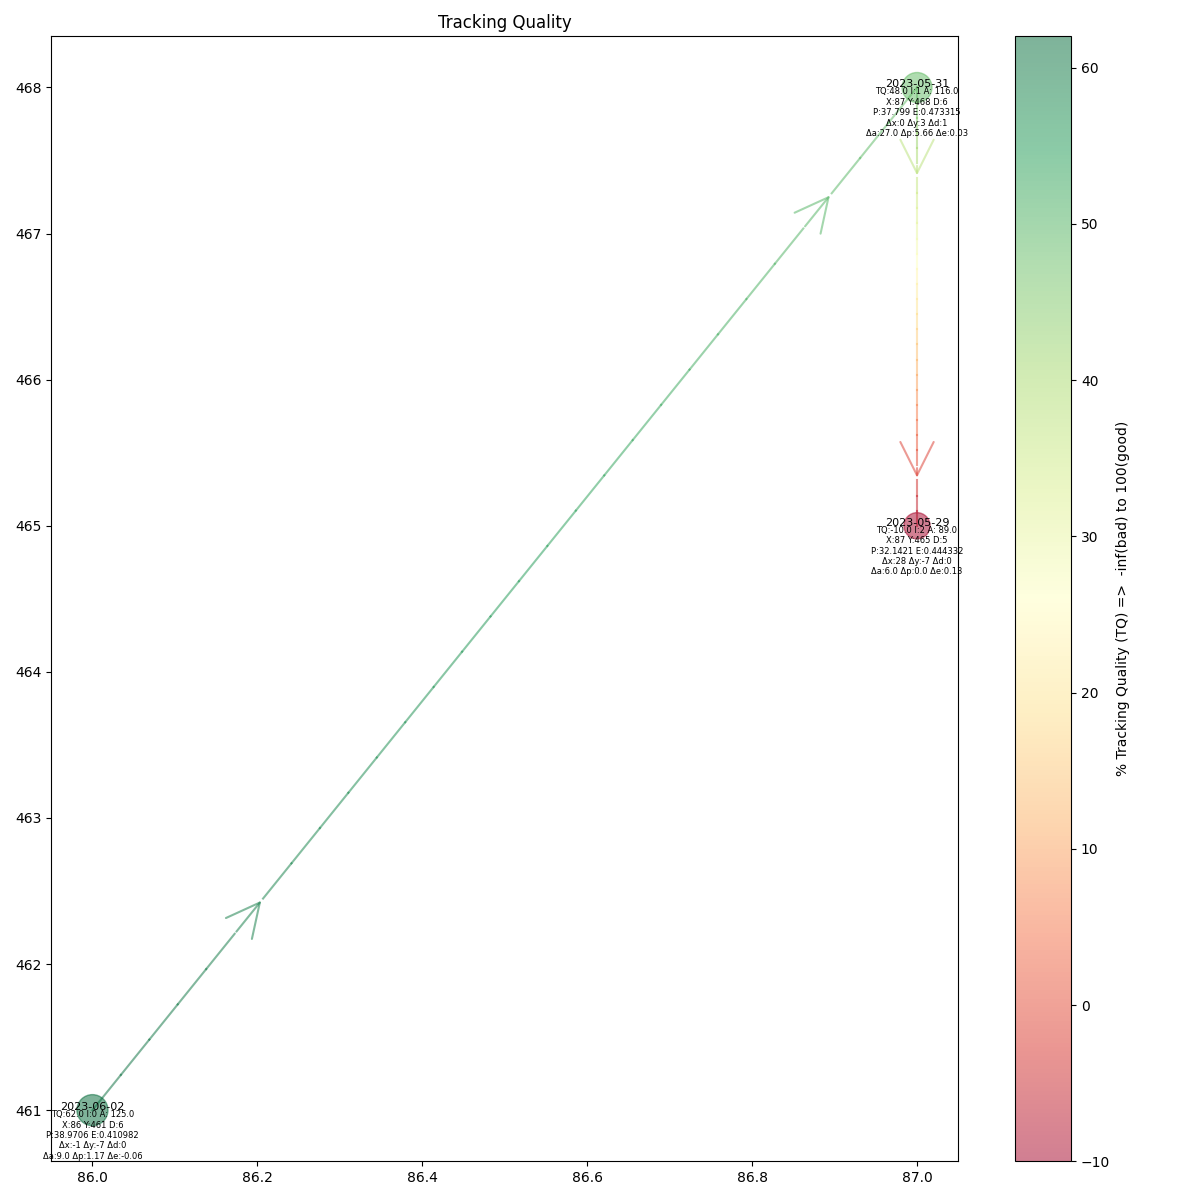 Tracking Quality
468
467
466
465
464
463
462
461
86.0
86.2
86.4
86.6
86.8
87.0
2023-05-31
TQ:48.0 I:1 A: 116.0
X:87 Y:468 D:6
P:37.799 E:0.473315
Δx:0 Δy:3 Δd:1
Δa:27.0 Δp:5.66 Δe:0.03
2023-05-29
TQ:-10.0 I:2 A: 89.0
X:87 Y:465 D:5
P:32.1421 E:0.444332
Δx:28 Δy:-7 Δd:0
Δa:6.0 Δp:0.0 Δe:0.13
2023-06-02
TQ:62.0 I:0 A: 125.0
X:86 Y:461 D:6
P:38.9706 E:0.410982
Δx:-1 Δy:-7 Δd:0
Δa:9.0 Δp:1.17 Δe:-0.06
60
50
40
30
20
10
0
−10
% Tracking Quality (TQ) => -inf(bad) to 100(good)